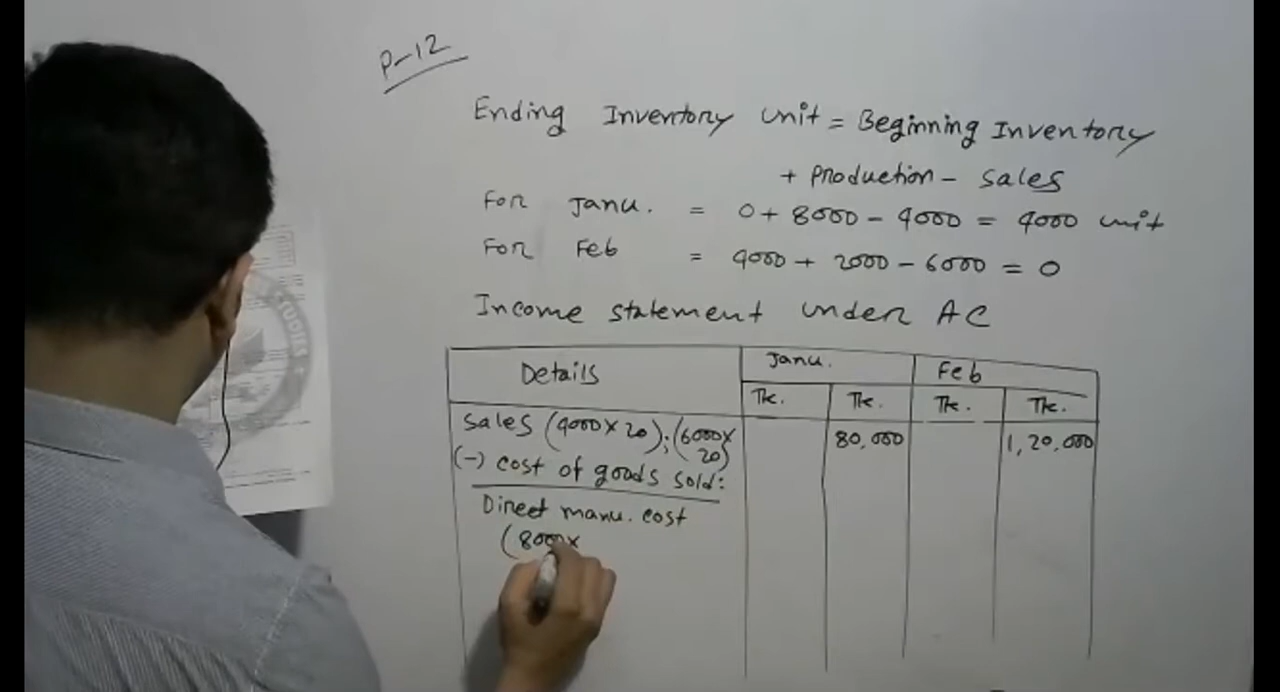 P-12
Ending Inventory unit = Beginning Inventory
+ Production - sales
For Janu. = 0 + 8000 - 4000 = 4000 unit
For Feb = 4000 + 2000 - 6000 = 0
Income statement under AC
Details Janu. Feb
Tk. Tk. Tk. Tk.
Sales (4000 × 20); (6000 × 80,000 1,20,000
20)
(-) cost of goods sold:
Direct manu. cost
(8000 ×